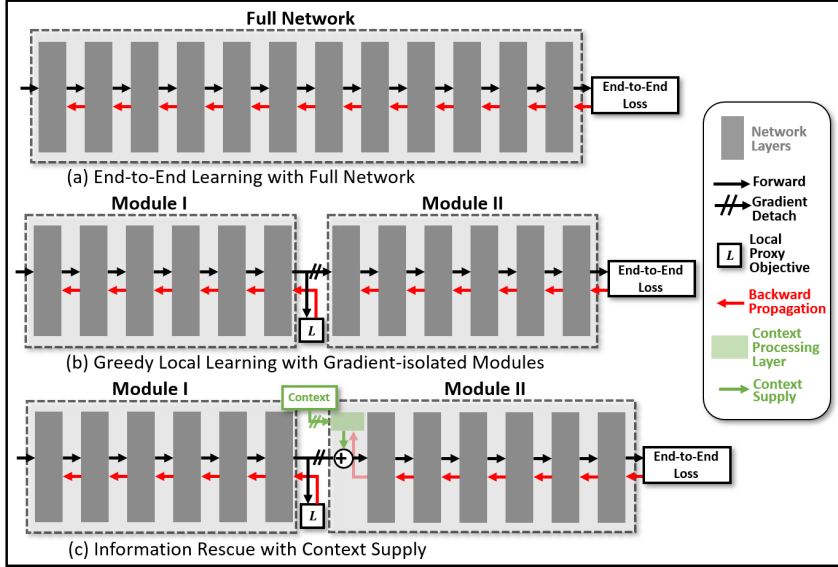 Full Network
End-to-End
Loss
(a) End-to-End Learning with Full Network
Module I
Module II
End-to-End
Loss
L
(b) Greedy Local Learning with Gradient-isolated Modules
Module I
Module II
Context
End-to-End
Loss
L
(c) Information Rescue with Context Supply
Network
Layers
Forward
Gradient
Detach
L
Local
Proxy
Objective
Backward
Propagation
Context
Processing
Layer
Context
Supply